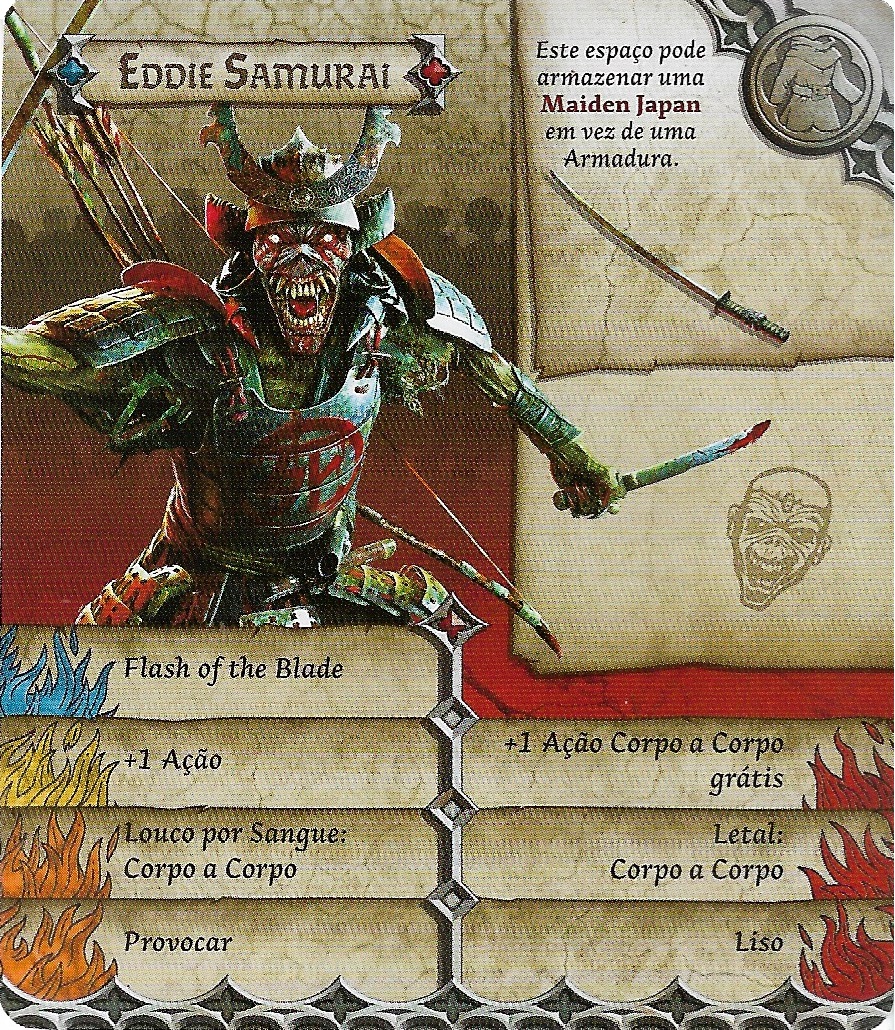 Eddie Samurai
Este espaço pode
armazenar uma
Maiden Japan
em vez de uma
Armadura.
Flash of the Blade
+1 Ação
Louco por Sangue:
Corpo a Corpo
Provocar
+1 Ação Corpo a Corpo
grátis
Letal:
Corpo a Corpo
Liso